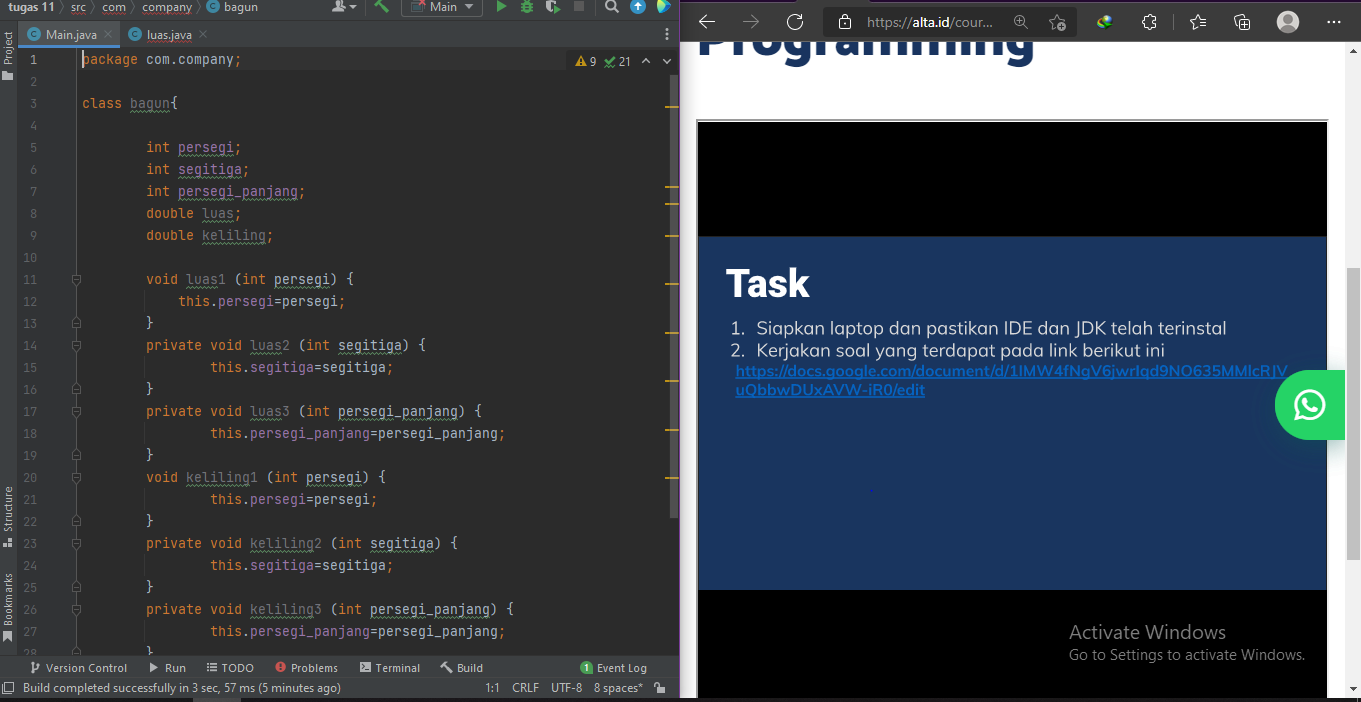 tugas 11 src com company bagun Main
Main.java luas.java
Project
9 21
1 package com.company;
2
3 class bagun{
4
5 int persegi;
6 int segitiga;
7 int persegi_panjang;
8 double luas;
9 double keliling;
10
11 void luas1 (int persegi) {
12 this.persegi=persegi;
13 }
14 private void luas2 (int segitiga) {
15 this.segitiga=segitiga;
16 }
17 private void luas3 (int persegi_panjang) {
18 this.persegi_panjang=persegi_panjang;
19 }
20 void keliling1 (int persegi) {
21 this.persegi=persegi;
22 }
23 private void keliling2 (int segitiga) {
24 this.segitiga=segitiga;
25 }
26 private void keliling3 (int persegi_panjang) {
27 this.persegi_panjang=persegi_panjang;
28 }
Structure
Bookmarks
Version Control Run TODO Problems Terminal Build 1 Event Log
Build completed successfully in 3 sec, 57 ms (5 minutes ago) 1:1 CRLF UTF-8 8 spaces*
https://alta.id/cour...
Programming
Task
1. Siapkan laptop dan pastikan IDE dan JDK telah terinstal
2. Kerjakan soal yang terdapat pada link berikut ini
https://docs.google.com/document/d/1IMW4fNgV6jwrIqd9NO635MMlcRJV
uQbbwDUxAVW-iR0/edit
Activate Windows
Go to Settings to activate Windows.